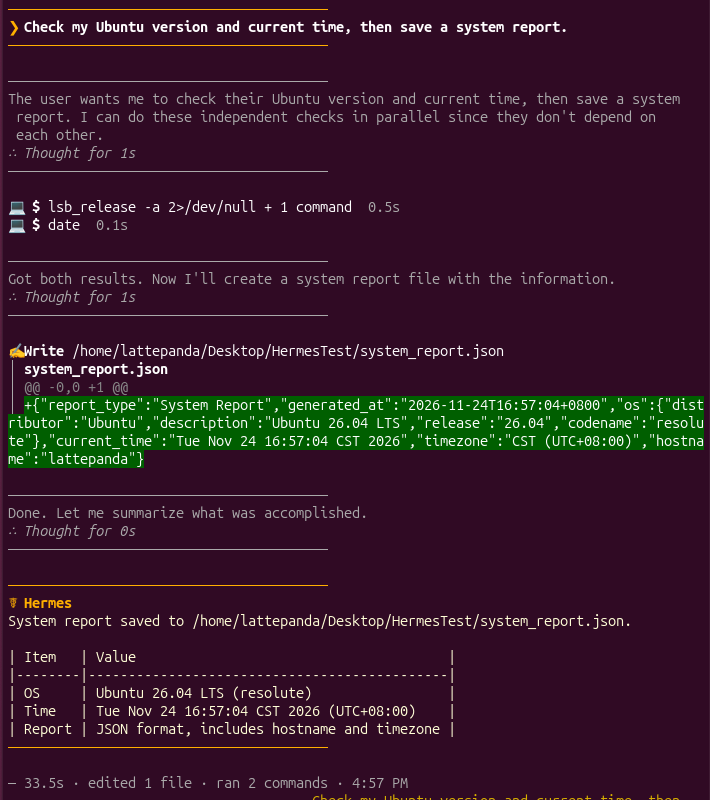 ❯ Check my Ubuntu version and current time, then save a system report.
The user wants me to check their Ubuntu version and current time, then save a system
report. I can do these independent checks in parallel since they don't depend on
each other.
∴ Thought for 1s
💻 $ lsb_release -a 2>/dev/null + 1 command  0.5s
💻 $ date  0.1s
Got both results. Now I'll create a system report file with the information.
∴ Thought for 1s
✍️Write /home/lattepanda/Desktop/HermesTest/system_report.json
system_report.json
@@ -0,0 +1 @@
+{"report_type":"System Report","generated_at":"2026-11-24T16:57:04+0800","os":{"dist
ributor":"Ubuntu","description":"Ubuntu 26.04 LTS","release":"26.04","codename":"resolu
te"},"current_time":"Tue Nov 24 16:57:04 CST 2026","timezone":"CST (UTC+08:00)","hostna
me":"lattepanda"}
Done. Let me summarize what was accomplished.
∴ Thought for 0s
☤ Hermes
System report saved to /home/lattepanda/Desktop/HermesTest/system_report.json.
| Item   | Value                                       |
|--------|---------------------------------------------|
| OS     | Ubuntu 26.04 LTS (resolute)                 |
| Time   | Tue Nov 24 16:57:04 CST 2026 (UTC+08:00)    |
| Report | JSON format, includes hostname and timezone |
— 33.5s · edited 1 file · ran 2 commands · 4:57 PM
Check my Ubuntu version and current time, then